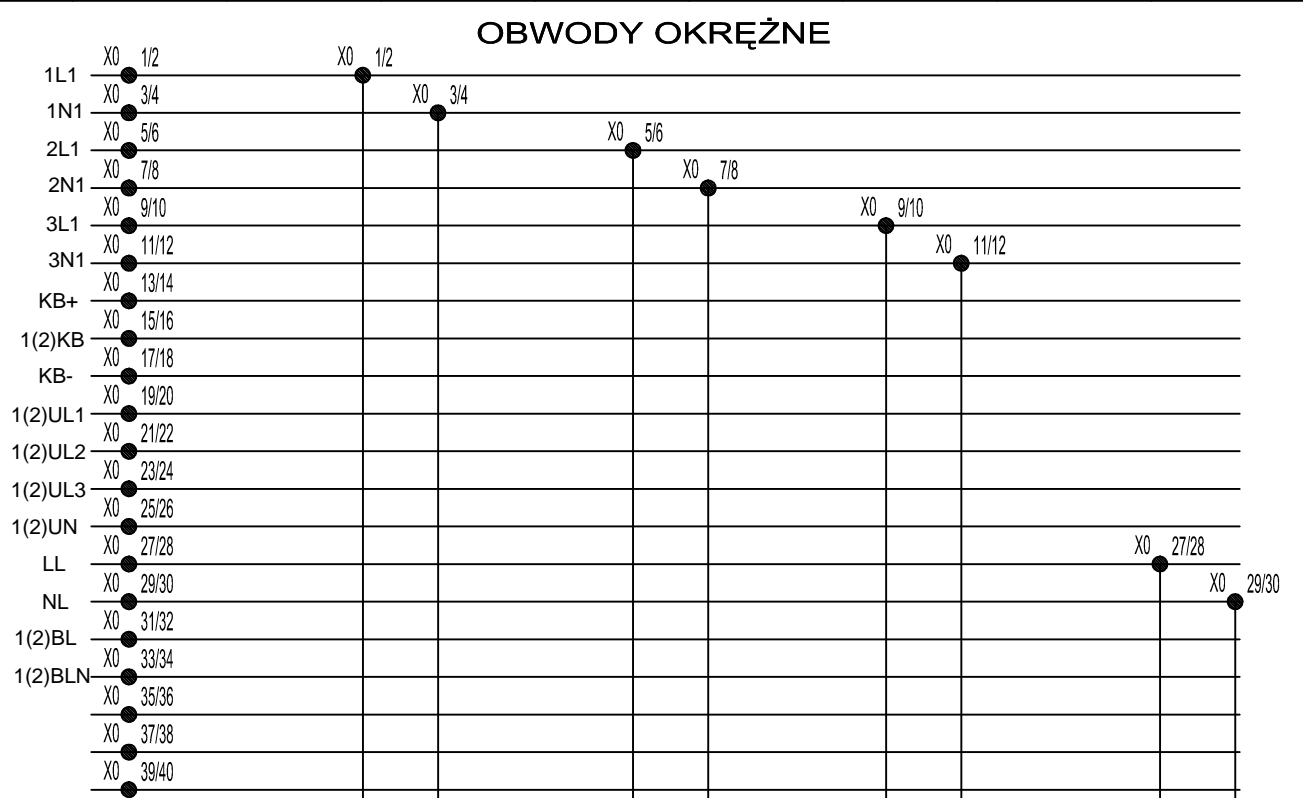 OBWODY OKRĘŻNE
X0 1/2 X0 1/2
1L1
X0 3/4 X0 3/4
1N1
X0 5/6 X0 5/6
2L1
X0 7/8 X0 7/8
2N1
X0 9/10 X0 9/10
3L1
X0 11/12 X0 11/12
3N1
X0 13/14
KB+
X0 15/16
1(2)KB
X0 17/18
KB-
X0 19/20
1(2)UL1
X0 21/22
1(2)UL2
X0 23/24
1(2)UL3
X0 25/26
1(2)UN
X0 27/28 X0 27/28
LL
X0 29/30 X0 29/30
NL
X0 31/32
1(2)BL
X0 33/34
1(2)BLN
X0 35/36
X0 37/38
X0 39/40